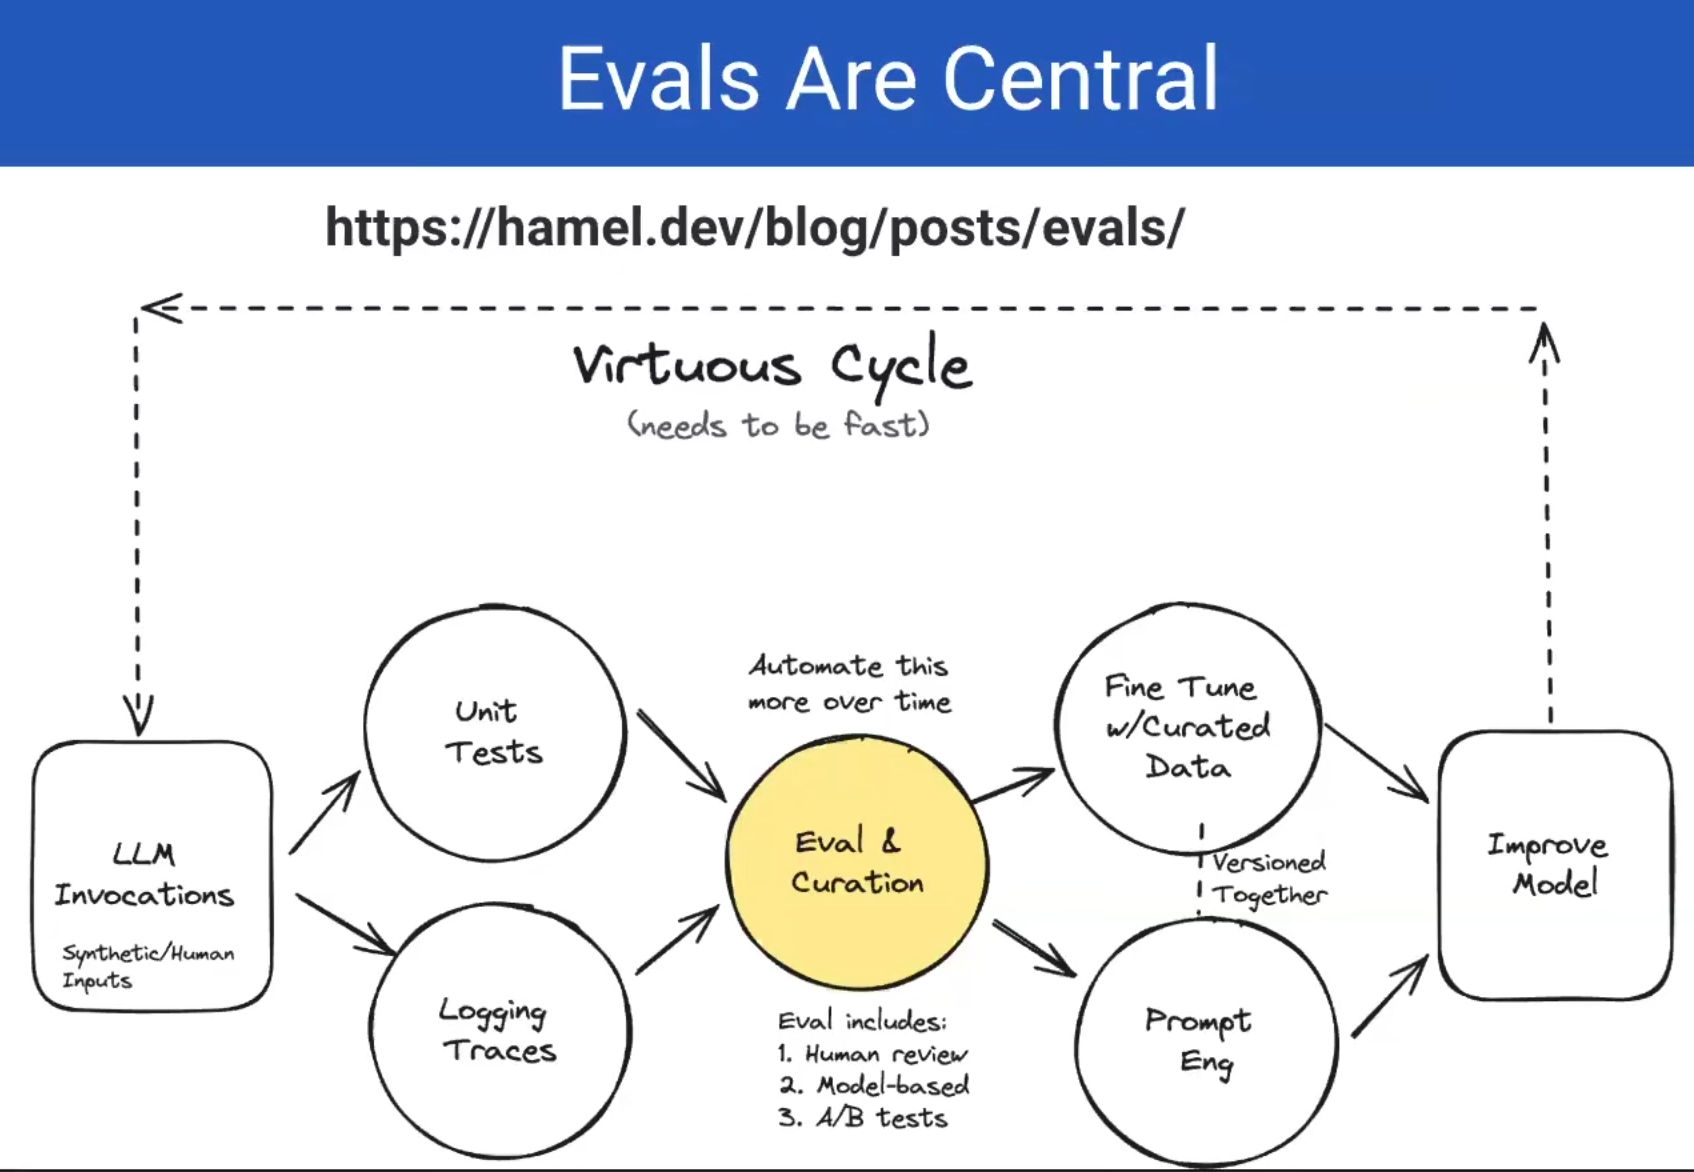 Evals Are Central
https://hamel.dev/blog/posts/evals/
Virtuous Cycle
(needs to be fast)
LLM
Invocations
Synthetic/Human
Inputs
Unit
Tests
Logging
Traces
Automate this
more over time
Eval &
Curation
Eval includes:
1. Human review
2. Model-based
3. A/B tests
Fine Tune
w/Curated
Data
Versioned
Together
Prompt
Eng
Improve
Model